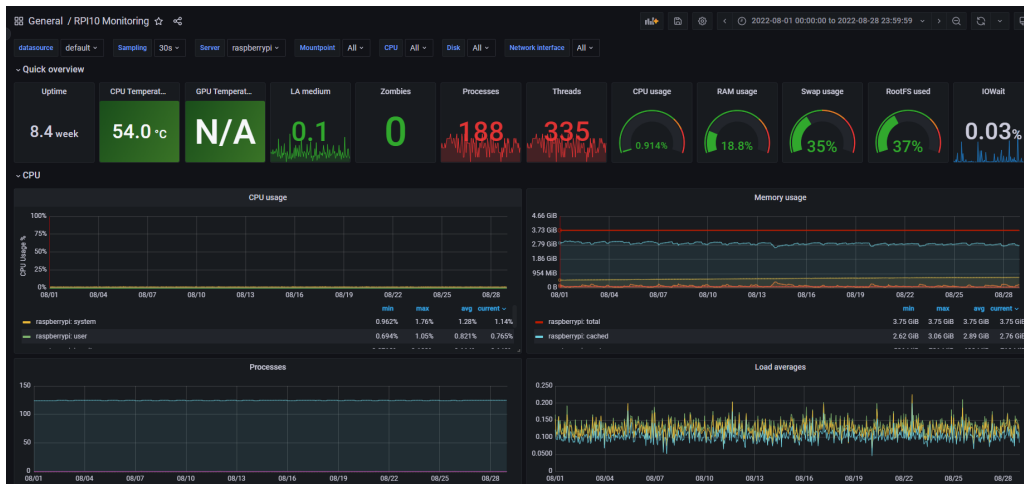 General / RPI10 Monitoring
2022-08-01 00:00:00 to 2022-08-28 23:59:59
datasource default Sampling 30s Server raspberrypi Mountpoint All CPU All Disk All Network interface All
Quick overview
Uptime CPU Temperat... GPU Temperat... LA medium Zombies Processes Threads CPU usage RAM usage Swap usage RootFS used IOWait
8.4 week 54.0 °C N/A 0.1 0 188 335 0.914% 18.8% 35% 37% 0.03%
CPU
CPU usage
CPU Usage %
100%
75%
50%
25%
0%
08/01 08/04 08/07 08/10 08/13 08/16 08/19 08/22 08/25 08/28
min max avg current
raspberrypi: system 0.962% 1.76% 1.28% 1.14%
raspberrypi: user 0.694% 1.05% 0.821% 0.765%
Memory usage
4.66 GiB
3.73 GiB
2.79 GiB
1.86 GiB
954 MiB
0 B
08/01 08/04 08/07 08/10 08/13 08/16 08/19 08/22 08/25 08/28
min max avg current
raspberrypi: total 3.75 GiB 3.75 GiB 3.75 GiB 3.75 GiB
raspberrypi: cached 2.62 GiB 3.06 GiB 2.89 GiB 2.76 GiB
Processes
150
100
50
0
08/01 08/04 08/07 08/10 08/13 08/16 08/19 08/22 08/25 08/28
Load averages
0.250
0.200
0.150
0.100
0.0500
0
08/01 08/04 08/07 08/10 08/13 08/16 08/19 08/22 08/25 08/28